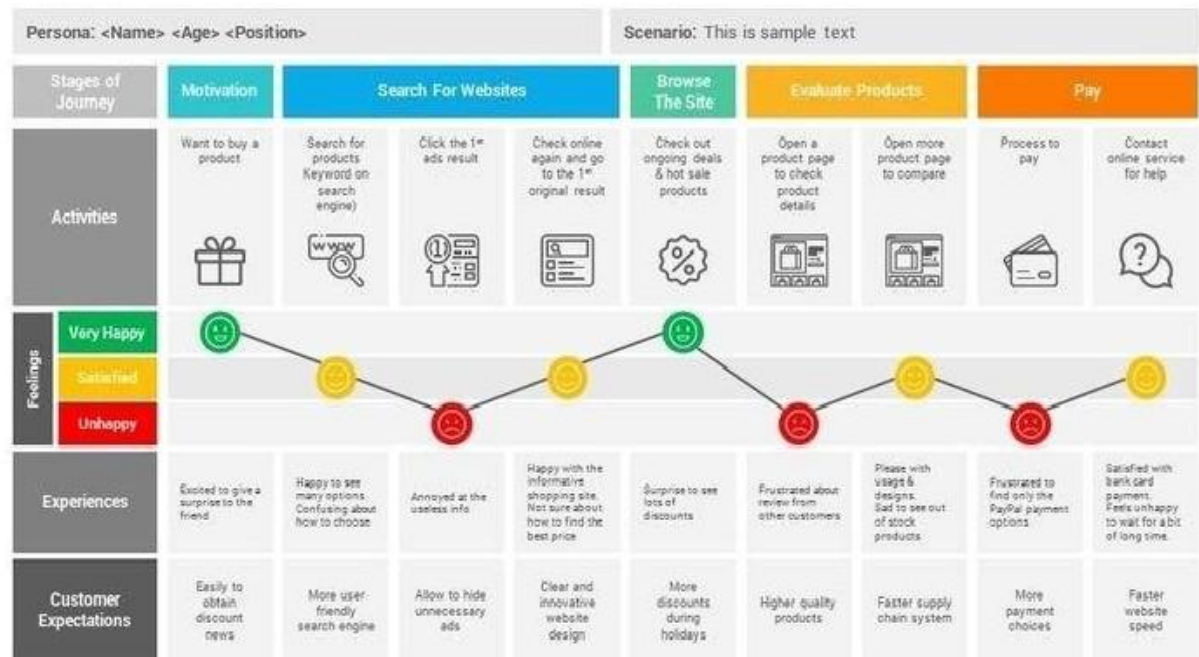 Persona: <Name> <Age> <Position>
Scenario: This is sample text
Stages of
Journey
Motivation
Search For Websites
Browse
The Site
Evaluate Products
Pay
Activities
Want to buy a
product
Search for
products
Keyword on
search
engine)
Click the 1st
ads result
Check online
again and go
to the 1st
original result
Check out
ongoing deals
& hot sale
products
Open a
product page
to check
product
details
Open more
product page
to compare
Process to
pay
Contact
online service
for help
www
1
%
?
Feelings
Very Happy
Satisfied
Unhappy
Experiences
Excited to give a
surprise to the
friend
Happy to see
many options.
Confusing about
how to choose
Annoyed at the
useless info
Happy with the
informative
shopping site.
Not sure about
how to find the
best price
Surprise to see
lots of
discounts
Frustrated about
review from
other customers
Please with
usage &
designs.
Sad to see out
of stock
products
Frustrated to
find only the
PayPal payment
options
Satisfied with
bank card
payment.
Feels unhappy
to wait for a bit
of long time.
Customer
Expectations
Easily to
obtain
discount
news
More user
friendly
search engine
Allow to hide
unnecessary
ads
Clear and
innovative
website
design
More
discounts
during
holidays
Higher quality
products
Faster supply
chain system
More
payment
choices
Faster
website
speed